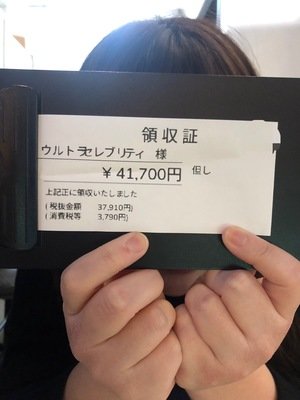 領収証
ウルトラセレブリティ 様
￥41,700円 但し
上記正に領収いたしました
(税抜金額 37,910円)
(消費税等 3,790円)